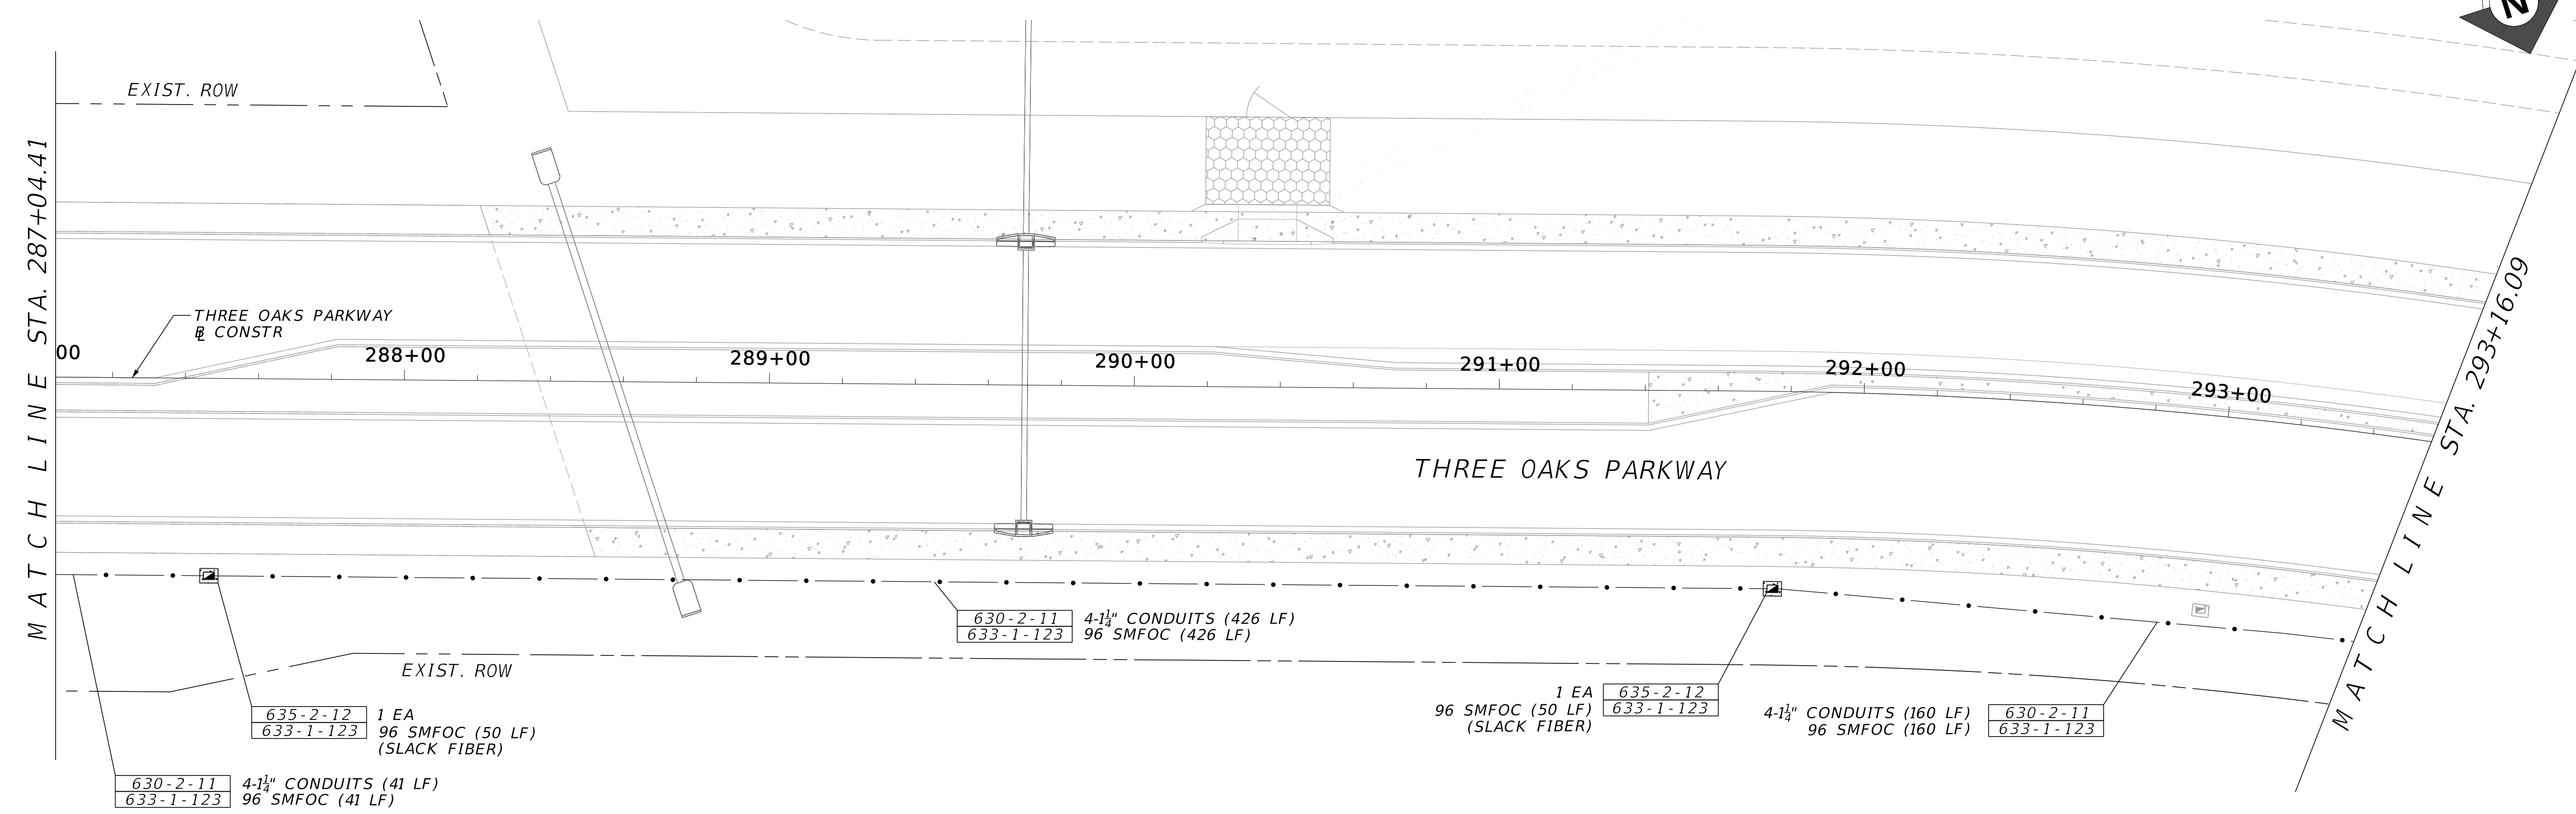 N
EXIST. ROW
MATCH LINE STA. 287+04.41
THREE OAKS PARKWAY
BL CONSTR
00
288+00
289+00
290+00
291+00
292+00
293+00
MATCH LINE STA. 293+16.09
THREE OAKS PARKWAY
630-2-11 4-1¼" CONDUITS (426 LF)
633-1-123 96 SMFOC (426 LF)
EXIST. ROW
635-2-12 1 EA
633-1-123 96 SMFOC (50 LF)
(SLACK FIBER)
1 EA 635-2-12
96 SMFOC (50 LF) 633-1-123
(SLACK FIBER)
4-1¼" CONDUITS (160 LF) 630-2-11
96 SMFOC (160 LF) 633-1-123
630-2-11 4-1¼" CONDUITS (41 LF)
633-1-123 96 SMFOC (41 LF)